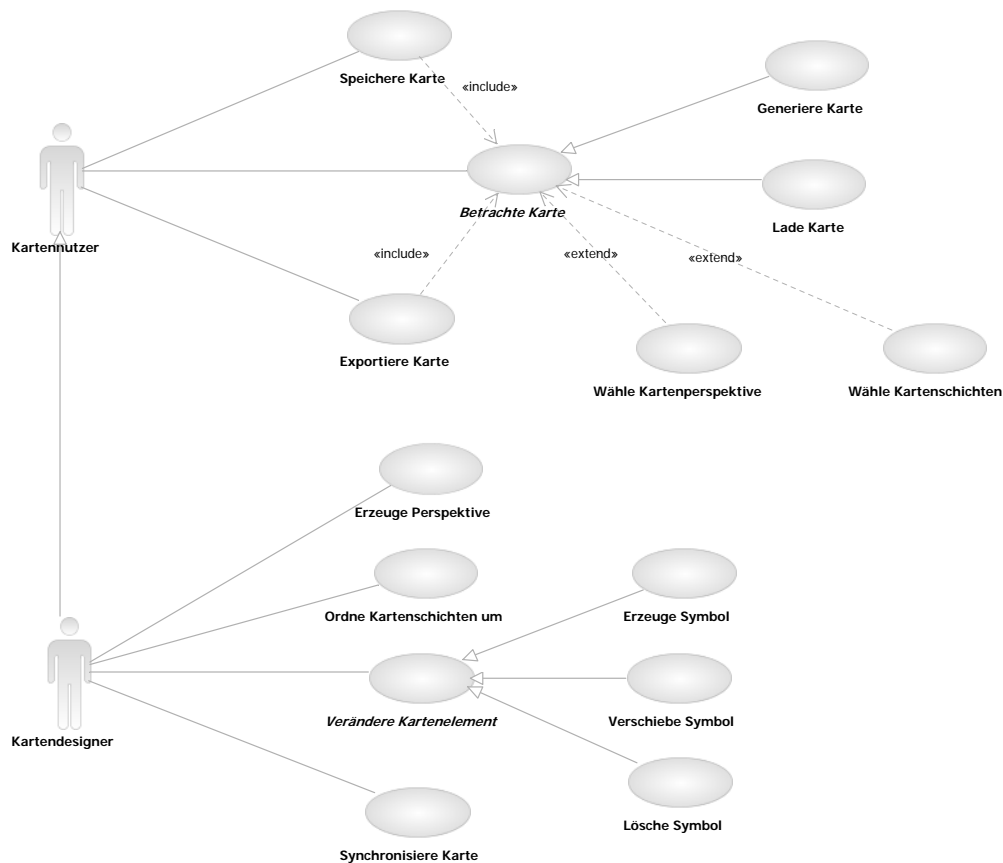 Speichere Karte
«include»
Generiere Karte
Betrachte Karte
Lade Karte
Kartennutzer
«include»
«extend»
«extend»
Exportiere Karte
Wähle Kartenperspektive
Wähle Kartenschichten
Erzeuge Perspektive
Ordne Kartenschichten um
Erzeuge Symbol
Verändere Kartenelement
Verschiebe Symbol
Kartendesigner
Lösche Symbol
Synchronisiere Karte